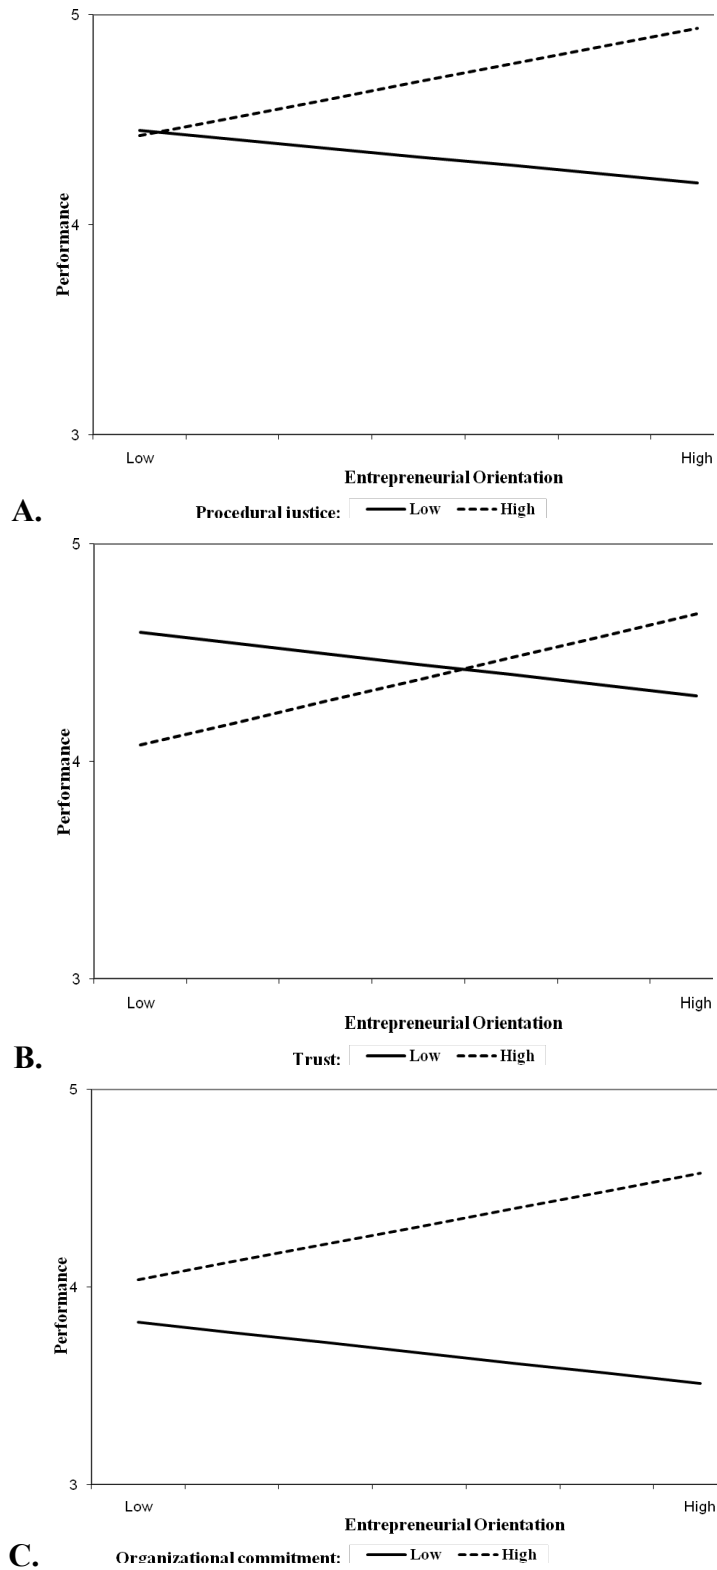 5
Performance
4
3
Low High
Entrepreneurial Orientation
A. Procedural justice: Low High
5
Performance
4
3
Low High
Entrepreneurial Orientation
B. Trust: Low High
5
Performance
4
3
Low High
Entrepreneurial Orientation
C. Organizational commitment: Low High